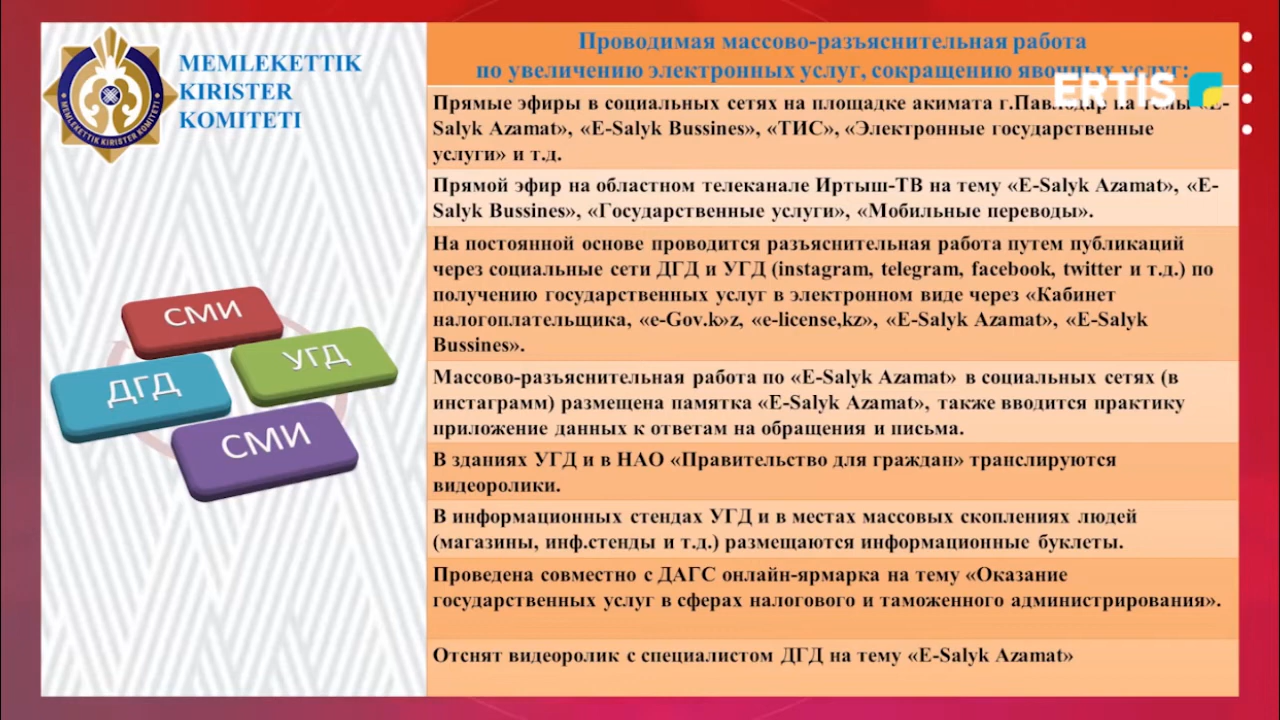 MEMLEKETTIK
KIRISTER
KOMITETI
MEMLEKETTIK KIRISTER KOMITETI
СМИ
УГД
ДГД
СМИ
Проводимая массово-разъяснительная работа
по увеличению электронных услуг, сокращению явочных услуг:
ERTIS
Прямые эфиры в социальных сетях на площадке акимата г.Павлодар на темы «E-
Salyk Azamat», «E-Salyk Bussines», «ТИС», «Электронные государственные
услуги» и т.д.
Прямой эфир на областном телеканале Иртыш-ТВ на тему «E-Salyk Azamat», «E-
Salyk Bussines», «Государственные услуги», «Мобильные переводы».
На постоянной основе проводится разъяснительная работа путем публикаций
через социальные сети ДГД и УГД (instagram, telegram, facebook, twitter и т.д.) по
получению государственных услуг в электронном виде через «Кабинет
налогоплательщика, «e-Gov.k»z, «e-license,kz», «E-Salyk Azamat», «E-Salyk
Bussines».
Массово-разъяснительная работа по «E-Salyk Azamat» в социальных сетях (в
инстаграмм) размещена памятка «E-Salyk Azamat», также вводится практику
приложение данных к ответам на обращения и письма.
В зданиях УГД и в НАО «Правительство для граждан» транслируются
видеоролики.
В информационных стендах УГД и в местах массовых скоплениях людей
(магазины, инф.стенды и т.д.) размещаются информационные буклеты.
Проведена совместно с ДАГС онлайн-ярмарка на тему «Оказание
государственных услуг в сферах налогового и таможенного администрирования».
Отснят видеоролик с специалистом ДГД на тему «E-Salyk Azamat»